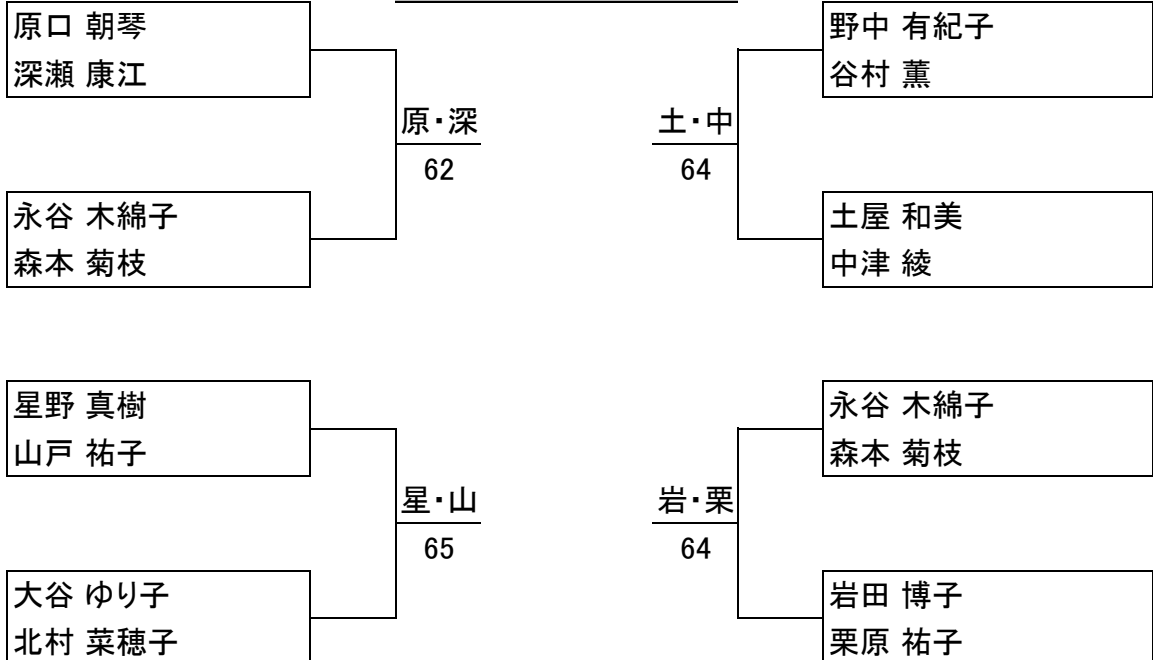 原口 朝琴
深瀬 康江
野中 有紀子
谷村 薫
原・深
62
土・中
64
永谷 木綿子
森本 菊枝
土屋 和美
中津 綾
星野 真樹
山戸 祐子
永谷 木綿子
森本 菊枝
星・山
65
岩・栗
64
大谷 ゆり子
北村 菜穂子
岩田 博子
栗原 祐子